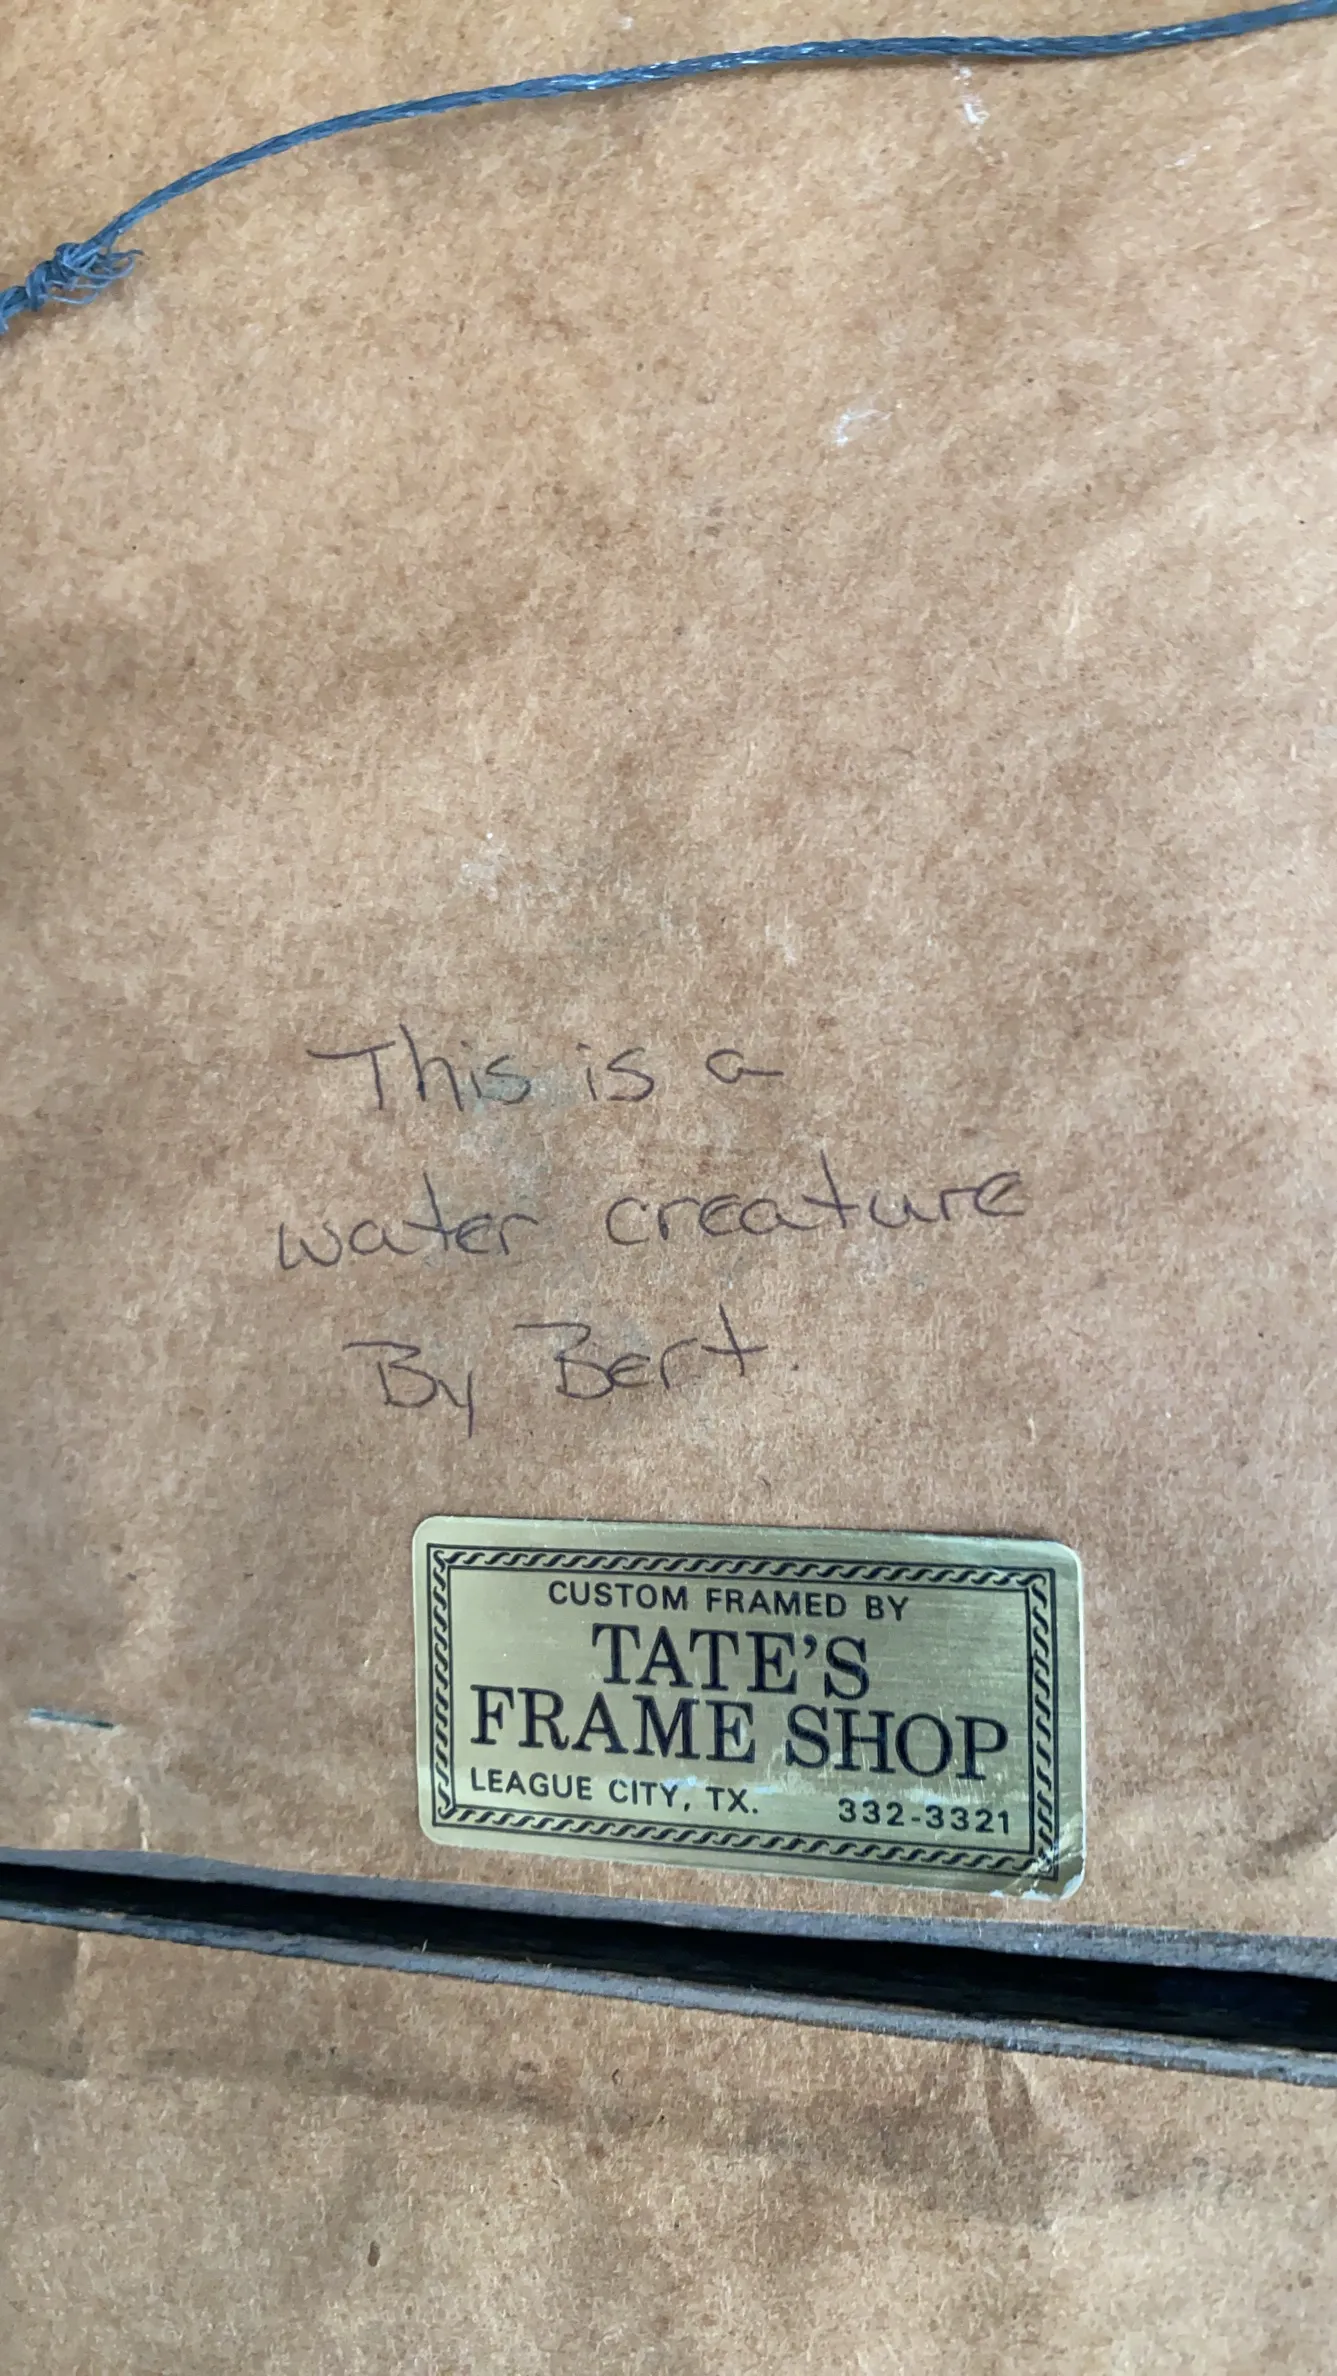 This is a
water creature
By Bert
CUSTOM FRAMED BY
TATE'S
FRAME SHOP
LEAGUE CITY, TX. 332-3321